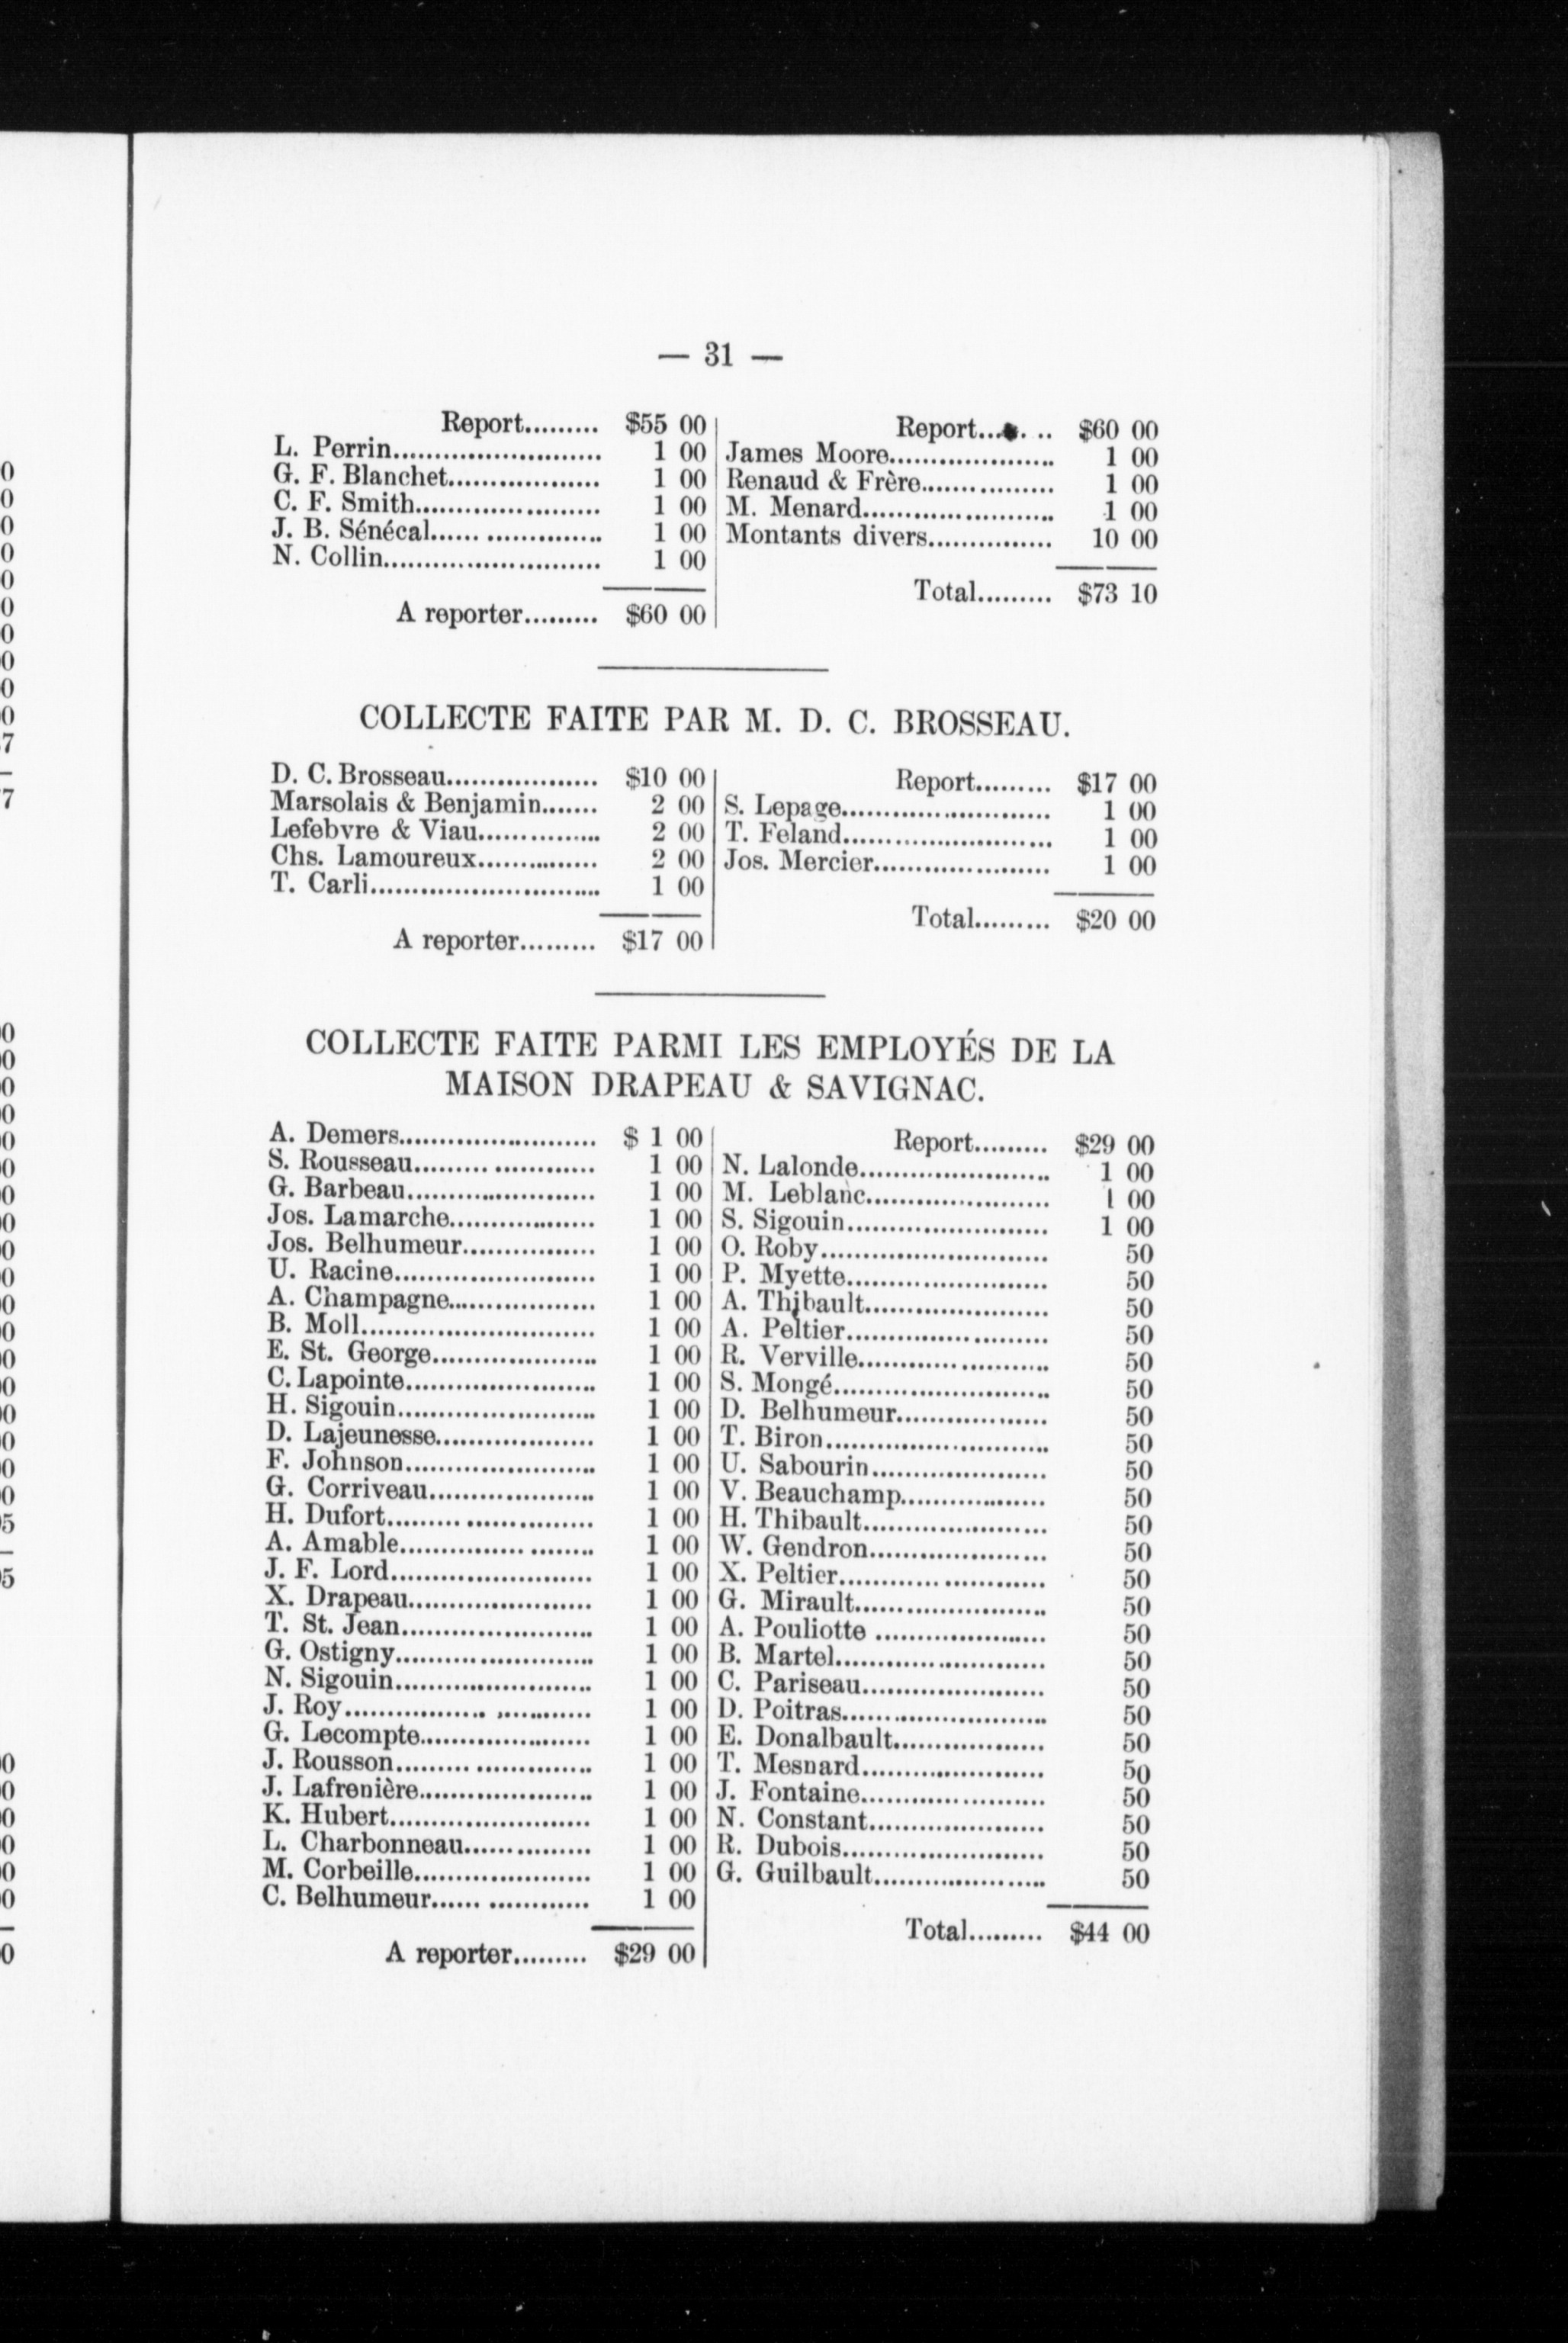 — 31 —
Report......... $55 00
L. Perrin......................... 1 00
G. F. Blanchet.................. 1 00
C. F. Smith...................... 1 00
J. B. Sénécal.................... 1 00
N. Collin.......................... 1 00
A reporter......... $60 00
Report......... $60 00
James Moore.................... 1 00
Renaud & Frère................ 1 00
M. Menard....................... 1 00
Montants divers............... 10 00
Total......... $73 10
COLLECTE FAITE PAR M. D. C. BROSSEAU.
D. C. Brosseau.................. $10 00
Marsolais & Benjamin....... 2 00
Lefebvre & Viau............... 2 00
Chs. Lamoureux............... 2 00
T. Carli............................ 1 00
A reporter......... $17 00
Report......... $17 00
S. Lepage......................... 1 00
T. Feland......................... 1 00
Jos. Mercier..................... 1 00
Total......... $20 00
COLLECTE FAITE PARMI LES EMPLOYÉS DE LA
MAISON DRAPEAU & SAVIGNAC.
A. Demers........................ $ 1 00
S. Rousseau..................... 1 00
G. Barbeau....................... 1 00
Jos. Lamarche.................. 1 00
Jos. Belhumeur................ 1 00
U. Racine........................ 1 00
A. Champagne.................. 1 00
B. Moll............................ 1 00
E. St. George.................... 1 00
C. Lapointe....................... 1 00
H. Sigouin........................ 1 00
D. Lajeunesse................... 1 00
F. Johnson....................... 1 00
G. Corriveau.................... 1 00
H. Dufort........................ 1 00
A. Amable....................... 1 00
J. F. Lord........................ 1 00
X. Drapeau...................... 1 00
T. St. Jean....................... 1 00
G. Ostigny........................ 1 00
N. Sigouin........................ 1 00
J. Roy............................. 1 00
G. Lecompte..................... 1 00
J. Rousson....................... 1 00
J. Lafrenière..................... 1 00
K. Hubert........................ 1 00
L. Charbonneau............... 1 00
M. Corbeille..................... 1 00
C. Belhumeur.................. 1 00
A reporter......... $29 00
Report......... $29 00
N. Lalonde....................... 1 00
M. Leblanc...................... 1 00
S. Sigouin........................ 1 00
O. Roby........................... 50
P. Myette........................ 50
A. Thibault...................... 50
A. Peltier........................ 50
R. Verville....................... 50
S. Mongé.......................... 50
D. Belhumeur.................. 50
T. Biron........................... 50
U. Sabourin..................... 50
V. Beauchamp.................. 50
H. Thibault...................... 50
W. Gendron..................... 50
X. Peltier......................... 50
G. Mirault....................... 50
A. Pouliotte ..................... 50
B. Martel......................... 50
C. Pariseau...................... 50
D. Poitras......................... 50
E. Donalbault.................. 50
T. Mesnard...................... 50
J. Fontaine...................... 50
N. Constant..................... 50
R. Dubois........................ 50
G. Guilbault..................... 50
Total......... $44 00